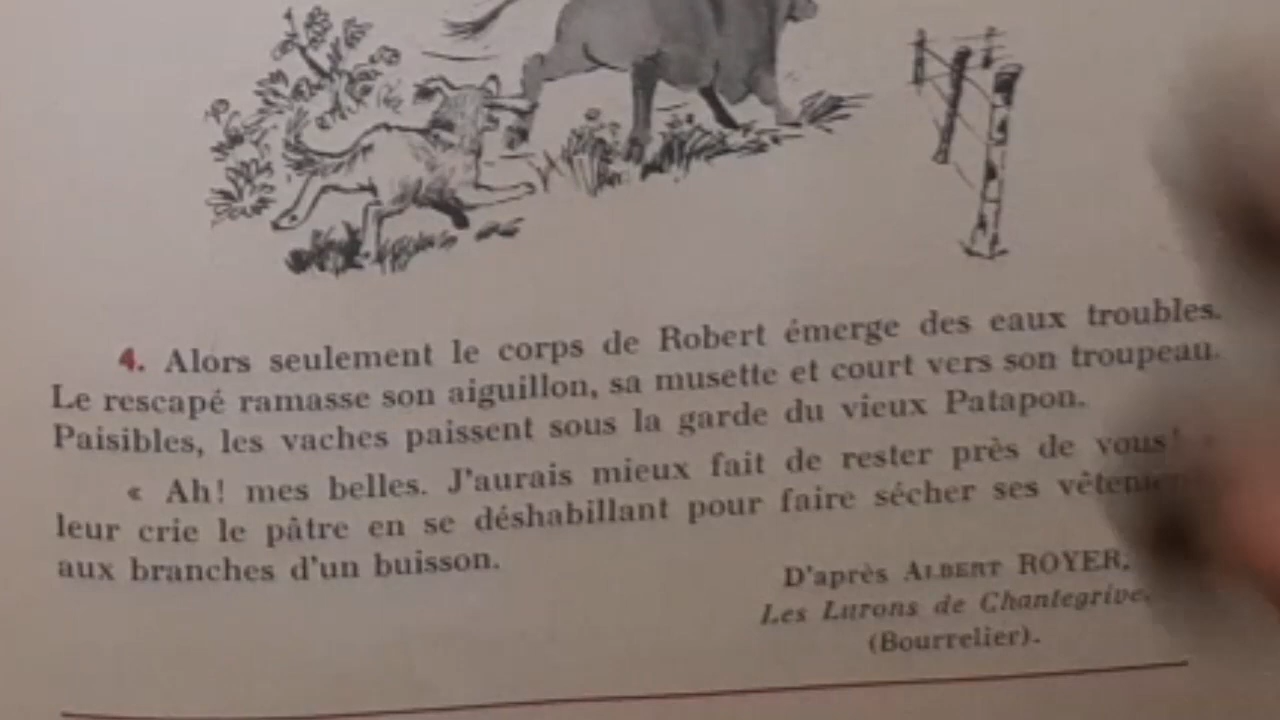 4. Alors seulement le corps de Robert émerge des eaux troubles.
Le rescapé ramasse son aiguillon, sa musette et court vers son troupeau.
Paisibles, les vaches paissent sous la garde du vieux Patapon.
« Ah! mes belles. J'aurais mieux fait de rester près de vous!
leur crie le pâtre en se déshabillant pour faire sécher ses
aux branches d'un buisson.
D'après ALBERT ROYER,
Les Lurons de Chantegrive.
(Bourrelier).